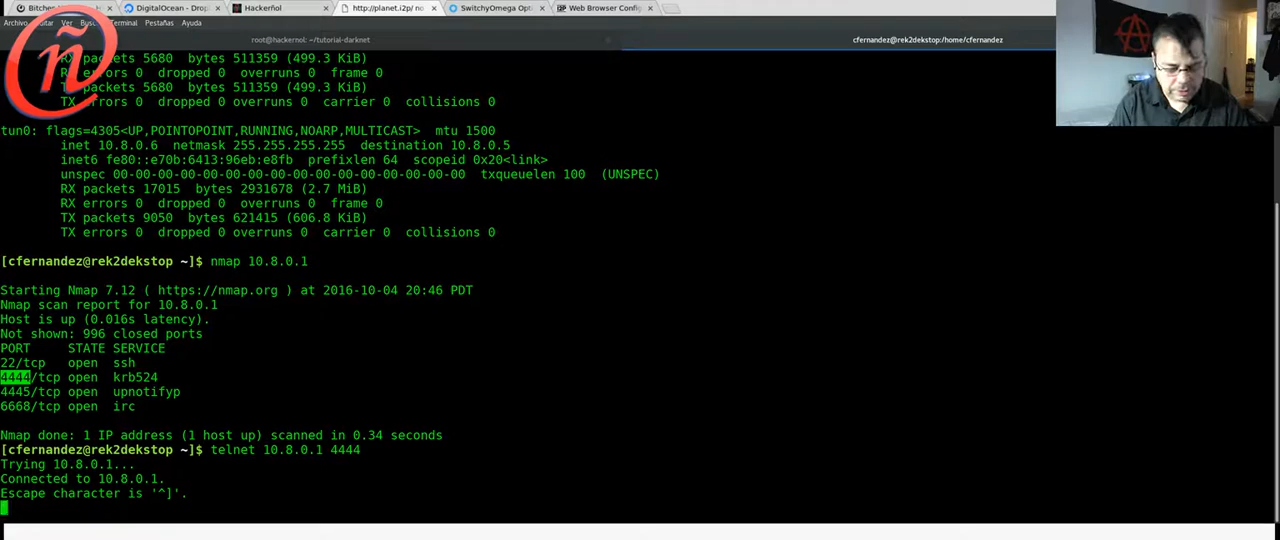 Bitcher
DigitalOcean - Drop
Hackerñol
http://planet.i2p/ no
SwitchyOmega Opti
Web Browser Config
Archivo
Ver
Terminal
Pestañas
Ayuda
root@hackernol: ~/tutorial-darknet
cfernandez@rek2dekstop:/home/cfernandez
RX packets 5680 bytes 511359 (499.3 KiB)
RX errors 0 dropped 0 overruns 0 frame 0
packets 5680 bytes 511359 (499.3 KiB)
TX errors 0 dropped 0 overruns 0 carrier 0 collisions 0
ñ
tun0: flags=4305<UP,POINTOPOINT,RUNNING,NOARP,MULTICAST> mtu 1500
inet 10.8.0.6 netmask 255.255.255.255 destination 10.8.0.5
inet6 fe80::e70b:6413:96eb:e8fb prefixlen 64 scopeid 0x20<link>
unspec 00-00-00-00-00-00-00-00-00-00-00-00-00-00-00-00 txqueuelen 100 (UNSPEC)
RX packets 17015 bytes 2931678 (2.7 MiB)
RX errors 0 dropped 0 overruns 0 frame 0
TX packets 9050 bytes 621415 (606.8 KiB)
TX errors 0 dropped 0 overruns 0 carrier 0 collisions 0
[cfernandez@rek2dekstop ~]$ nmap 10.8.0.1
Starting Nmap 7.12 ( https://nmap.org ) at 2016-10-04 20:46 PDT
Nmap scan report for 10.8.0.1
Host is up (0.016s latency).
Not shown: 996 closed ports
PORT STATE SERVICE
22/tcp open ssh
4444/tcp open krb524
4445/tcp open upnotifyp
6668/tcp open irc
Nmap done: 1 IP address (1 host up) scanned in 0.34 seconds
[cfernandez@rek2dekstop ~]$ telnet 10.8.0.1 4444
Trying 10.8.0.1...
Connected to 10.8.0.1.
Escape character is '^]'.